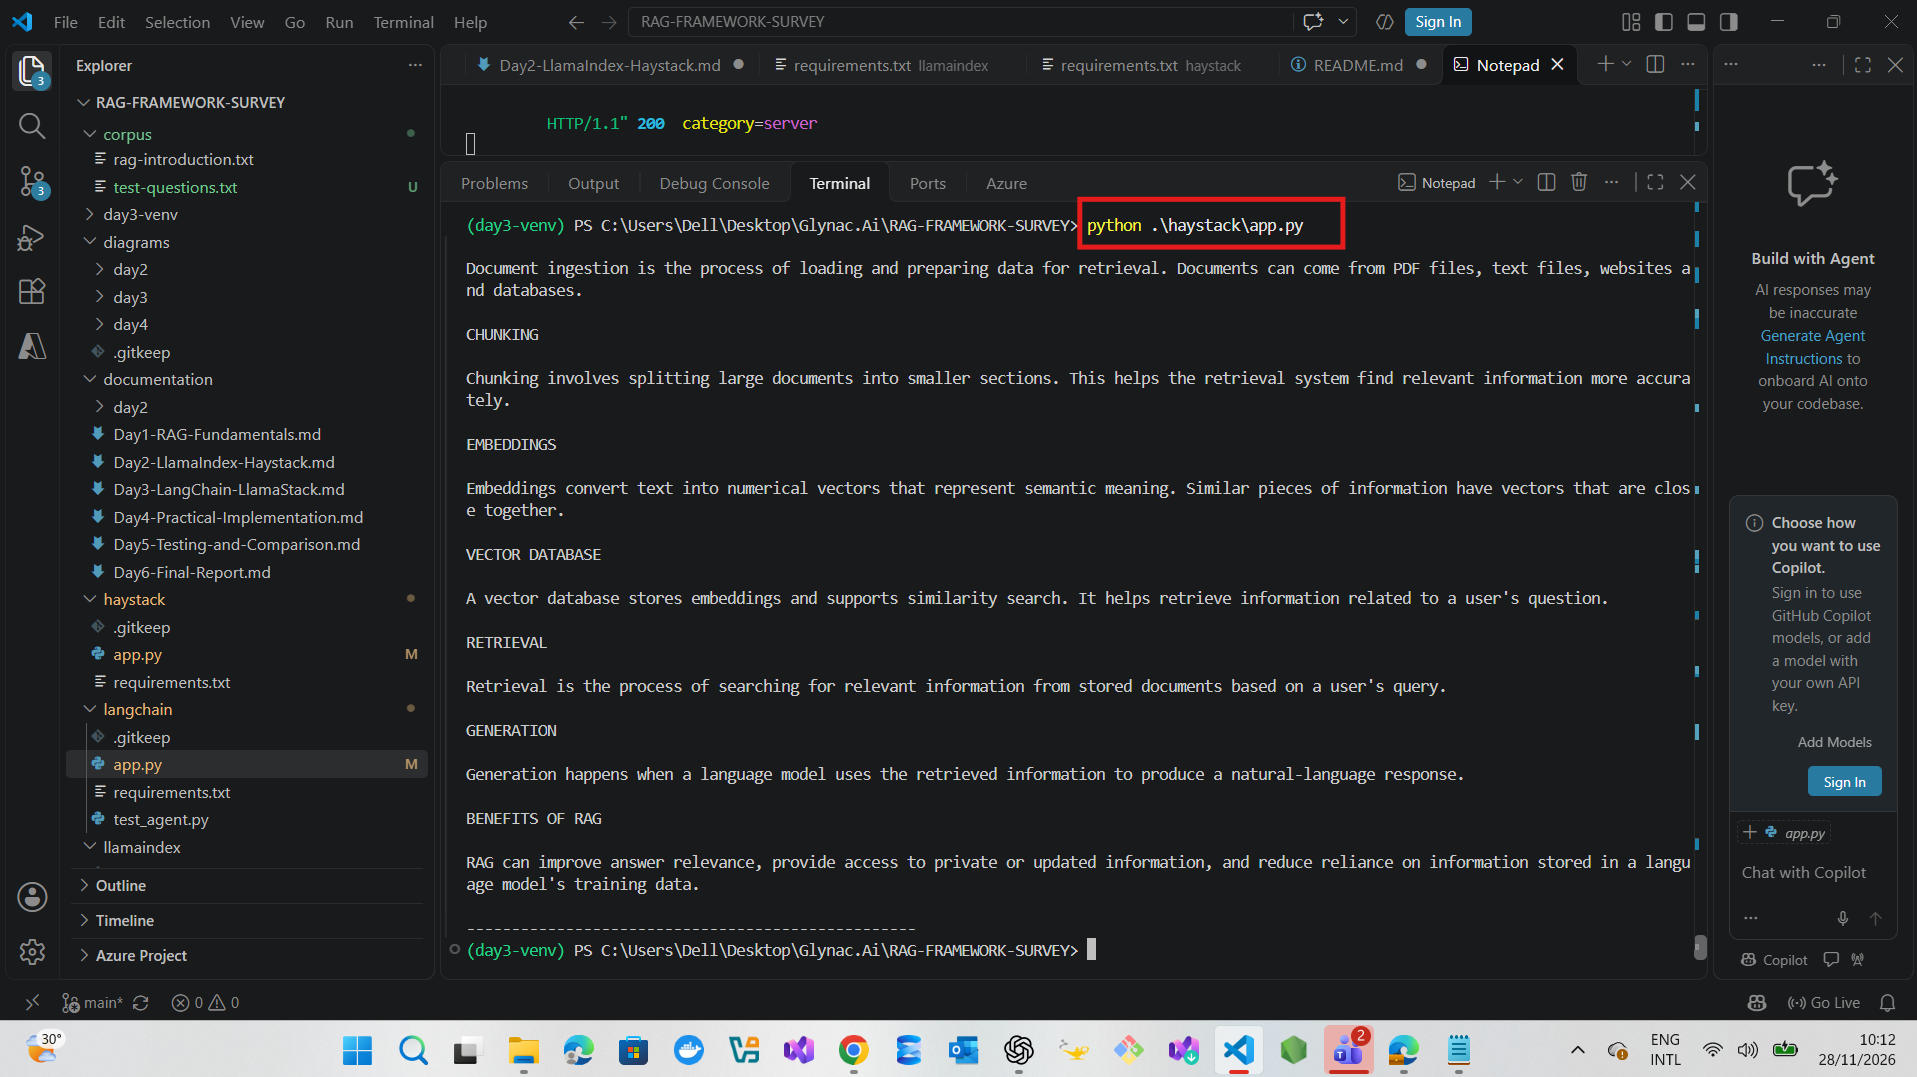 File Edit Selection View Go Run Terminal Help
RAG-FRAMEWORK-SURVEY
Sign In
3
3
Explorer
RAG-FRAMEWORK-SURVEY
corpus
rag-introduction.txt
test-questions.txt U
day3-venv
diagrams
day2
day3
day4
.gitkeep
documentation
day2
Day1-RAG-Fundamentals.md
Day2-LlamaIndex-Haystack.md
Day3-LangChain-LlamaStack.md
Day4-Practical-Implementation.md
Day5-Testing-and-Comparison.md
Day6-Final-Report.md
haystack
.gitkeep
app.py M
requirements.txt
langchain
.gitkeep
app.py M
requirements.txt
test_agent.py
llamaindex
Outline
Timeline
Azure Project
Day2-LlamaIndex-Haystack.md requirements.txt llamaindex requirements.txt haystack README.md Notepad
HTTP/1.1" 200 category=server
Problems Output Debug Console Terminal Ports Azure
Notepad
(day3-venv) PS C:\Users\Dell\Desktop\Glynac.Ai\RAG-FRAMEWORK-SURVEY> python .\haystack\app.py
Document ingestion is the process of loading and preparing data for retrieval. Documents can come from PDF files, text files, websites a
nd databases.
CHUNKING
Chunking involves splitting large documents into smaller sections. This helps the retrieval system find relevant information more accura
tely.
EMBEDDINGS
Embeddings convert text into numerical vectors that represent semantic meaning. Similar pieces of information have vectors that are clos
e together.
VECTOR DATABASE
A vector database stores embeddings and supports similarity search. It helps retrieve information related to a user's question.
RETRIEVAL
Retrieval is the process of searching for relevant information from stored documents based on a user's query.
GENERATION
Generation happens when a language model uses the retrieved information to produce a natural-language response.
BENEFITS OF RAG
RAG can improve answer relevance, provide access to private or updated information, and reduce reliance on information stored in a langu
age model's training data.
--------------------------------------------------
(day3-venv) PS C:\Users\Dell\Desktop\Glynac.Ai\RAG-FRAMEWORK-SURVEY>
Build with Agent
AI responses may
be inaccurate
Generate Agent
Instructions to
onboard AI onto
your codebase.
Choose how
you want to use
Copilot.
Sign in to use
GitHub Copilot
models, or add
a model with
your own API
key.
Add Models
Sign In
app.py
Chat with Copilot
Copilot
main* 0 0
Go Live
30°
2
ENG
INTL
10:12
28/11/2026